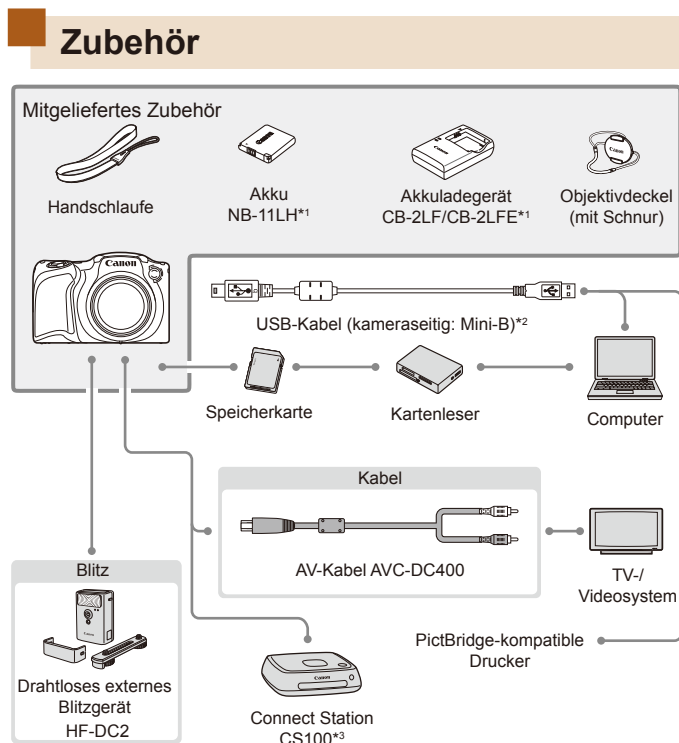 Zubehör
Mitgeliefertes Zubehör
Handschlaufe
Akku
NB-11LH*1
Akkuladegerät
CB-2LF/CB-2LFE*1
Objektivdeckel
(mit Schnur)
Canon
USB-Kabel (kameraseitig: Mini-B)*2
Speicherkarte
Kartenleser
Computer
Kabel
AV-Kabel AVC-DC400
TV-/
Videosystem
Blitz
Drahtloses externes
Blitzgerät
HF-DC2
PictBridge-kompatible
Drucker
Canon
Connect Station
CS100*3